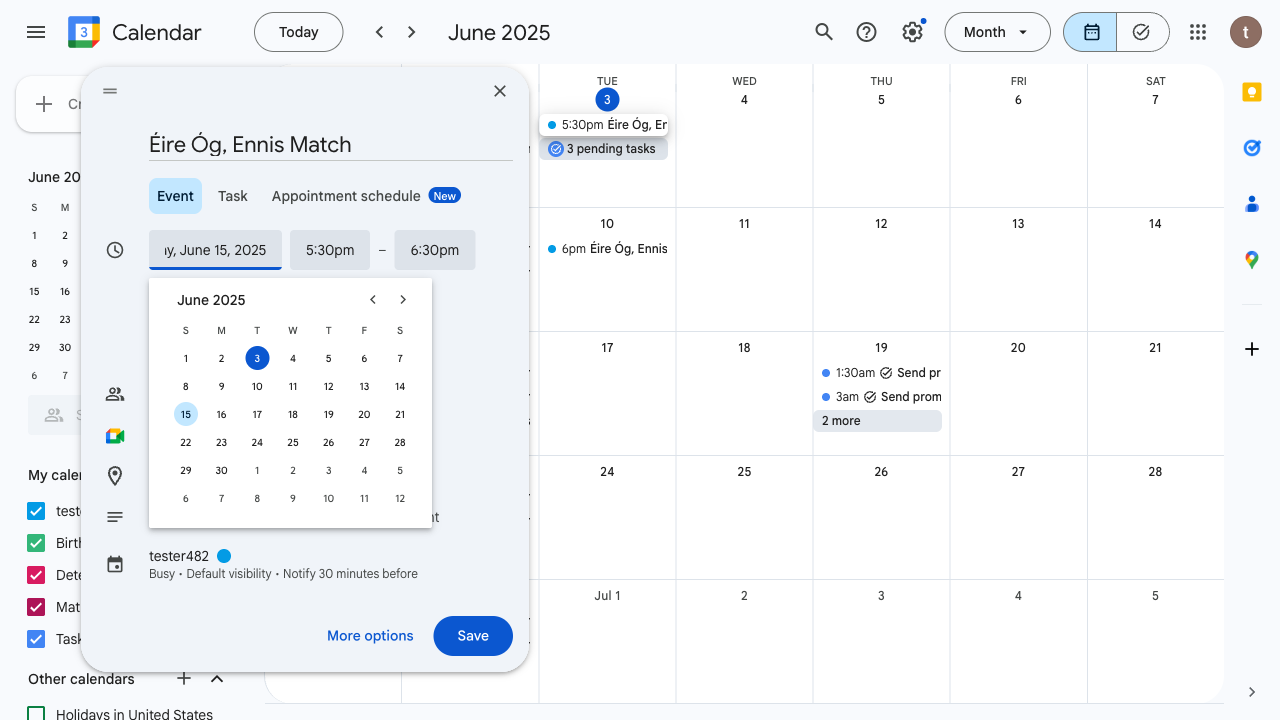 Calendar
Today
June 2025
Month
t
Éire Óg, Ennis Match
Event
Task
Appointment schedule
New
y, June 15, 2025
5:30pm
–
6:30pm
June 2025
S M T W T F S
1 2 3 4 5 6 7
8 9 10 11 12 13 14
15 16 17 18 19 20 21
22 23 24 25 26 27 28
29 30 1 2 3 4 5
6 7 8 9 10 11 12
nt
tester482
Busy • Default visibility • Notify 30 minutes before
More options
Save
Cr
June 20
S M
1 2
8 9
15 16
22 23
29 30
6 7
S
My calen
teste
Birth
Dete
Mat
Task
Other calendars
Holidays in United States
TUE WED THU FRI SAT
3 4 5 6 7
5:30pm Éire Óg, Er
3 pending tasks
10 11 12 13 14
6pm Éire Óg, Ennis
17 18 19 20 21
1:30am Send pr
3am Send prom
2 more
24 25 26 27 28
Jul 1 2 3 4 5